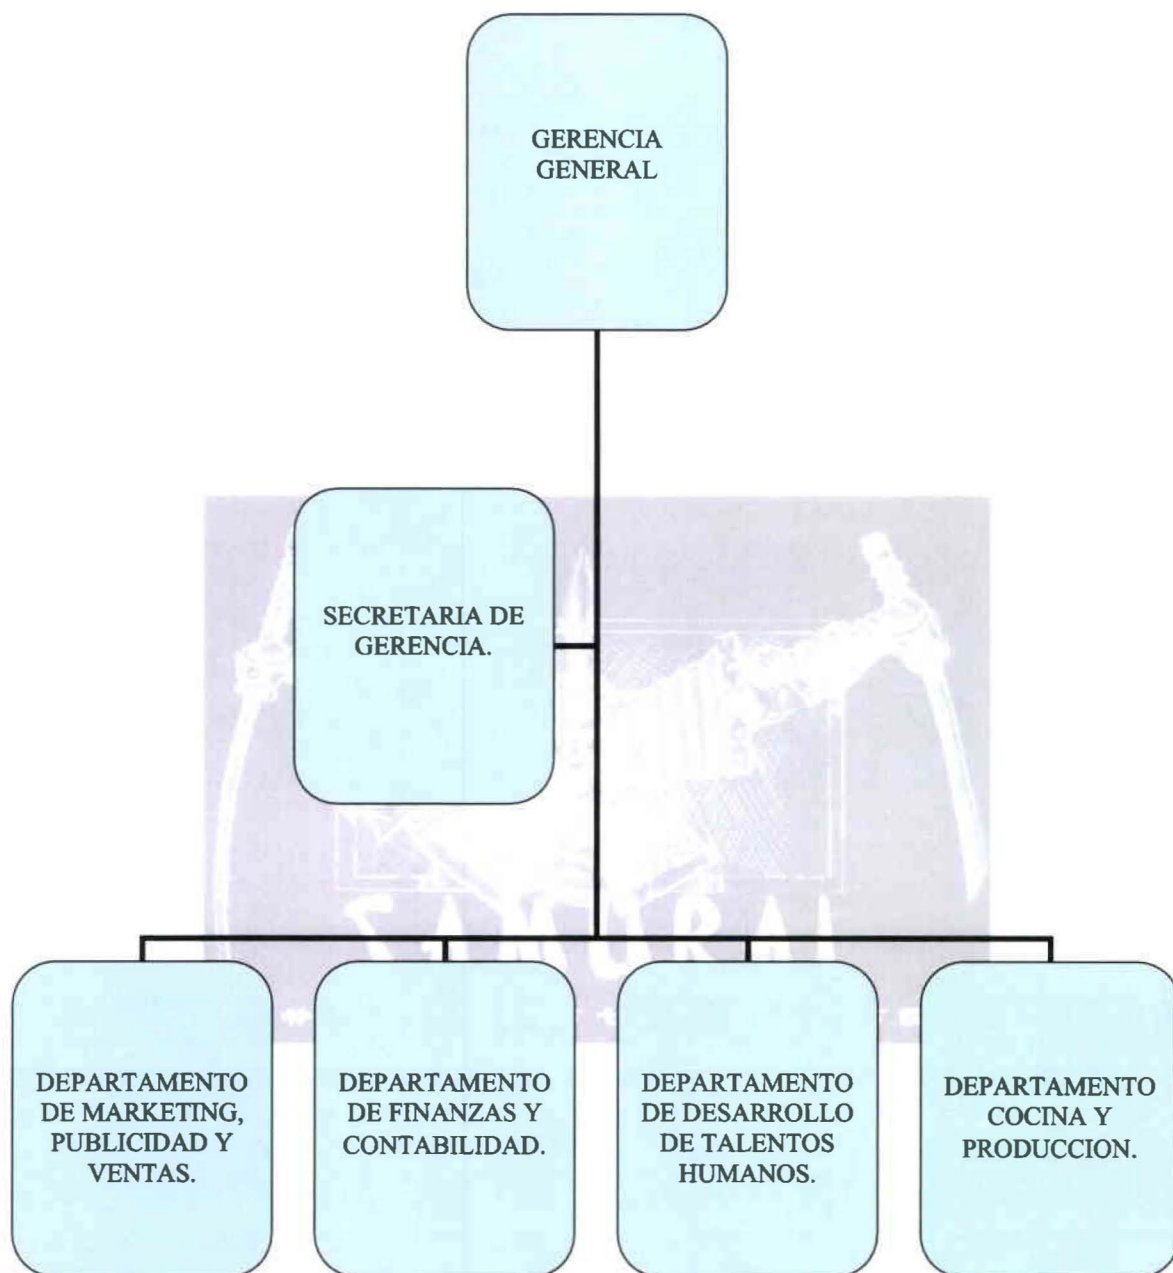 GERENCIA
GENERAL
SECRETARIA DE
GERENCIA.
SAMURAI
DEPARTAMENTO
DE MARKETING,
PUBLICIDAD Y
VENTAS.
DEPARTAMENTO
DE FINANZAS Y
CONTABILIDAD.
DEPARTAMENTO
DE DESARROLLO
DE TALENTOS
HUMANOS.
DEPARTAMENTO
COCINA Y
PRODUCCION.